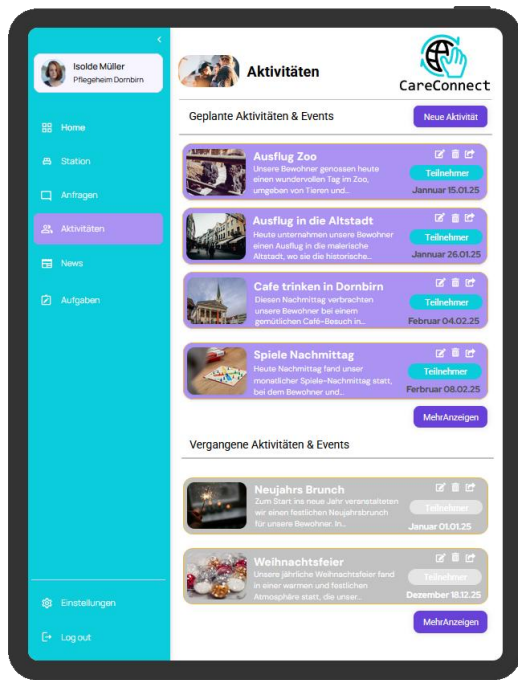 Isolde Müller
Pflegeheim Dornbirn
Home
Station
Anfragen
Aktivitäten
News
Aufgaben
Einstellungen
Log out
Aktivitäten
CareConnect
Geplante Aktivitäten & Events
Neue Aktivität
Ausflug Zoo
Unsere Bewohner genossen heute
einen wundervollen Tag im Zoo,
umgeben von Tieren und...
Teilnehmer
Jannuar 15.01.25
Ausflug in die Altstadt
Heute unternahmen unsere Bewohner
einen Ausflug in die malerische
Altstadt, wo sie die historische...
Teilnehmer
Jannuar 26.01.25
Cafe trinken in Dornbirn
Diesen Nachmittag verbrachten
unsere Bewohner bei einem
gemütlichen Café-Besuch in...
Teilnehmer
Februar 04.02.25
Spiele Nachmittag
Heute Nachmittag fand unser
monatlicher Spiele-Nachmittag statt,
bei dem Bewohner und...
Teilnehmer
Ferbruar 08.02.25
MehrAnzeigen
Vergangene Aktivitäten & Events
Neujahrs Brunch
Zum Start ins neue Jahr veranstalteten
wir einen festlichen Neujahrsbrunch
für unsere Bewohner. In...
Teilnehmer
Januar 01.01.25
Weihnachtsfeier
Unsere jährliche Weihnachtsfeier fand
in einer warmen und festlichen
Atmosphäre statt, die unser...
Teilnehmer
Dezember 18.12.25
MehrAnzeigen